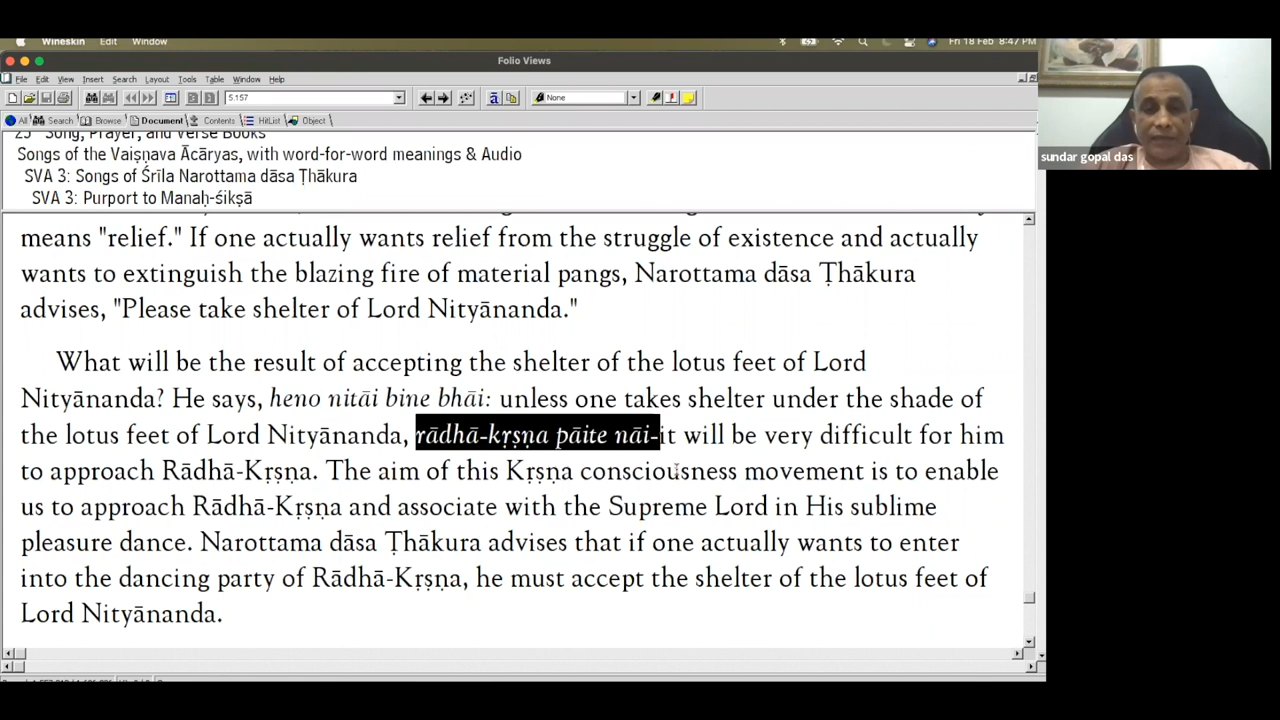 Wineskin Edit Window Fri 18 Feb 8:47 PM
Folio Views
File Edit View Insert Search Layout Tools Table Window Help
5.157 None
All Search Browse Document Contents HitList Object
25 Song, Prayer, and Verse Books
Songs of the Vaiṣṇava Ācāryas, with word-for-word meanings & Audio
SVA 3: Songs of Śrīla Narottama dāsa Ṭhākura
SVA 3: Purport to Manaḥ-śikṣā
sundar gopal das
means "relief." If one actually wants relief from the struggle of existence and actually
wants to extinguish the blazing fire of material pangs, Narottama dāsa Ṭhākura
advises, "Please take shelter of Lord Nityānanda."
What will be the result of accepting the shelter of the lotus feet of Lord
Nityānanda? He says, heno nitāi bine bhāi: unless one takes shelter under the shade of
the lotus feet of Lord Nityānanda, rādhā-kṛṣṇa pāite nāi-it will be very difficult for him
to approach Rādhā-Kṛṣṇa. The aim of this Kṛṣṇa consciousness movement is to enable
us to approach Rādhā-Kṛṣṇa and associate with the Supreme Lord in His sublime
pleasure dance. Narottama dāsa Ṭhākura advises that if one actually wants to enter
into the dancing party of Rādhā-Kṛṣṇa, he must accept the shelter of the lotus feet of
Lord Nityānanda.